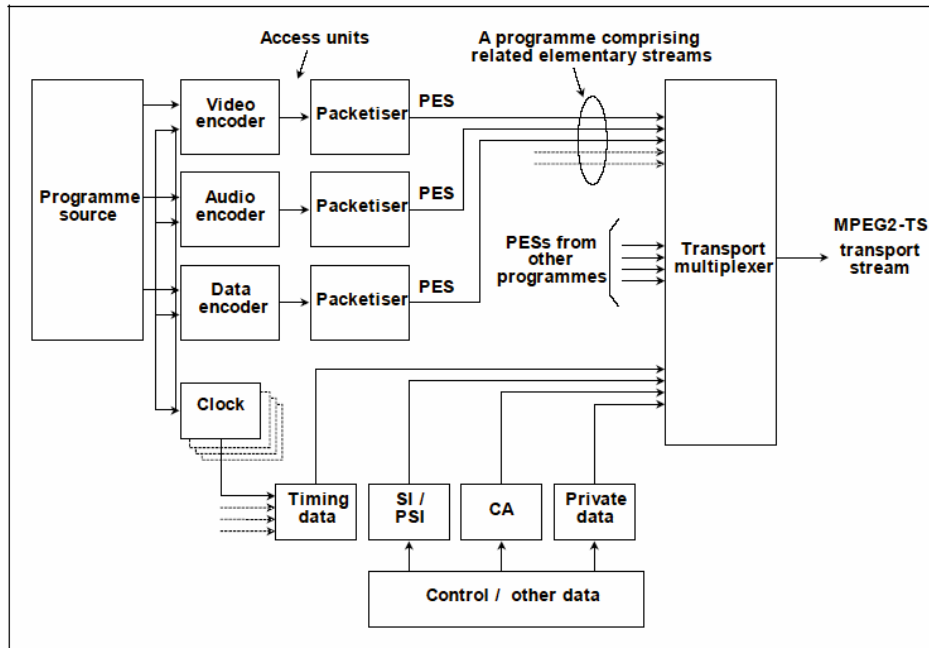 Access units
A programme comprising
related elementary streams
Programme
source
Video
encoder
Packetiser
PES
Audio
encoder
Packetiser
PES
Data
encoder
Packetiser
PES
PESs from
other
programmes
Transport
multiplexer
MPEG2-TS
transport
stream
Clock
Timing
data
SI /
PSI
CA
Private
data
Control / other data